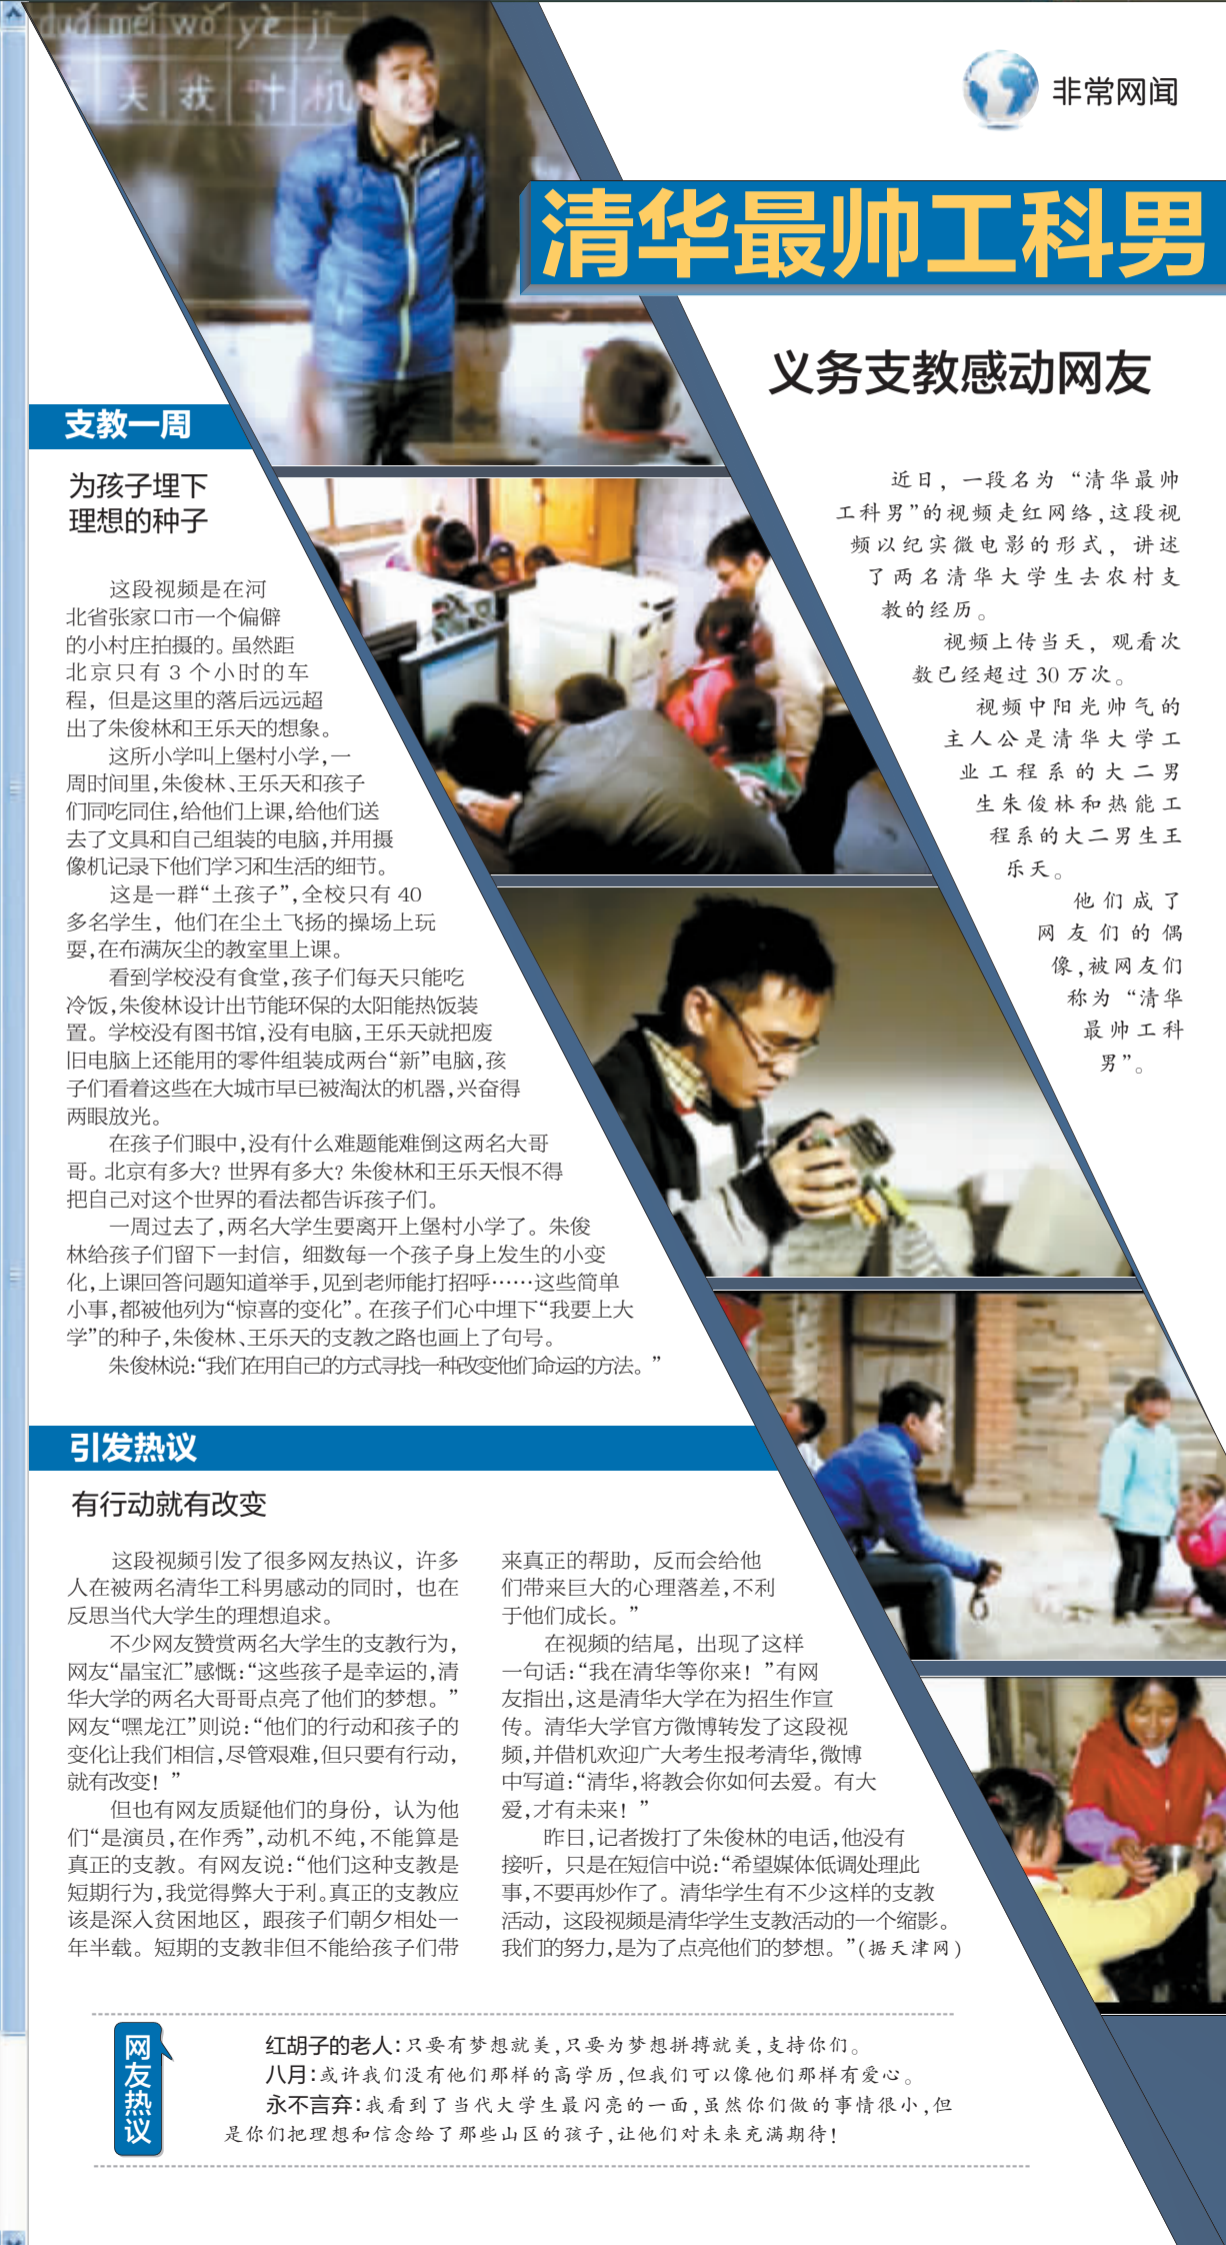 duǒ měi wǒ yè jī
美 我 叶 机
非常网闻
清华最帅工科男
义务支教感动网友
近日，一段名为“清华最帅
工科男”的视频走红网络，这段视
频以纪实微电影的形式，讲述
了两名清华大学生去农村支
教的经历。
视频上传当天，观看次
数已经超过 30 万次。
视频中阳光帅气的
主人公是清华大学工
业工程系的大二男
生朱俊林和热能工
程系的大二男生王
乐天。
他们成了
网友们的偶
像，被网友们
称为“清华
最帅工科
男”。
支教一周
为孩子埋下
理想的种子
这段视频是在河
北省张家口市一个偏僻
的小村庄拍摄的。虽然距
北京只有 3 个小时的车
程，但是这里的落后远远超
出了朱俊林和王乐天的想象。
这所小学叫上堡村小学，一
周时间里，朱俊林、王乐天和孩子
们同吃同住，给他们上课，给他们送
去了文具和自己组装的电脑，并用摄
像机记录下他们学习和生活的细节。
这是一群“土孩子”，全校只有 40
多名学生，他们在尘土飞扬的操场上玩
耍，在布满灰尘的教室里上课。
看到学校没有食堂，孩子们每天只能吃
冷饭，朱俊林设计出节能环保的太阳能热饭装
置。学校没有图书馆，没有电脑，王乐天就把废
旧电脑上还能用的零件组装成两台“新”电脑，孩
子们看着这些在大城市早已被淘汰的机器，兴奋得
两眼放光。
在孩子们眼中，没有什么难题能难倒这两名大哥
哥。北京有多大？世界有多大？朱俊林和王乐天恨不得
把自己对这个世界的看法都告诉孩子们。
一周过去了，两名大学生要离开上堡村小学了。朱俊
林给孩子们留下一封信，细数每一个孩子身上发生的小变
化，上课回答问题知道举手，见到老师能打招呼……这些简单
小事，都被他列为“惊喜的变化”。在孩子们心中埋下“我要上大
学”的种子，朱俊林、王乐天的支教之路也画上了句号。
朱俊林说：“我们在用自己的方式寻找一种改变他们命运的方法。”
引发热议
有行动就有改变
这段视频引发了很多网友热议，许多
人在被两名清华工科男感动的同时，也在
反思当代大学生的理想追求。
不少网友赞赏两名大学生的支教行为，
网友“晶宝汇”感慨：“这些孩子是幸运的，清
华大学的两名大哥哥点亮了他们的梦想。”
网友“嘿龙江”则说：“他们的行动和孩子的
变化让我们相信，尽管艰难，但只要有行动，
就有改变！”
但也有网友质疑他们的身份，认为他
们“是演员，在作秀”，动机不纯，不能算是
真正的支教。有网友说：“他们这种支教是
短期行为，我觉得弊大于利。真正的支教应
该是深入贫困地区，跟孩子们朝夕相处一
年半载。短期的支教非但不能给孩子们带
来真正的帮助，反而会给他
们带来巨大的心理落差，不利
于他们成长。”
在视频的结尾，出现了这样
一句话：“我在清华等你来！”有网
友指出，这是清华大学在为招生作宣
传。清华大学官方微博转发了这段视
频，并借机欢迎广大考生报考清华，微博
中写道：“清华，将教会你如何去爱。有大
爱，才有未来！”
昨日，记者拨打了朱俊林的电话，他没有
接听，只是在短信中说：“希望媒体低调处理此
事，不要再炒作了。清华学生有不少这样的支教
活动，这段视频是清华学生支教活动的一个缩影。
我们的努力，是为了点亮他们的梦想。”（据天津网）
网友热议
红胡子的老人：只要有梦想就美，只要为梦想拼搏就美，支持你们。
八月：或许我们没有他们那样的高学历，但我们可以像他们那样有爱心。
永不言弃：我看到了当代大学生最闪亮的一面，虽然你们做的事情很小，但
是你们把理想和信念给了那些山区的孩子，让他们对未来充满期待！